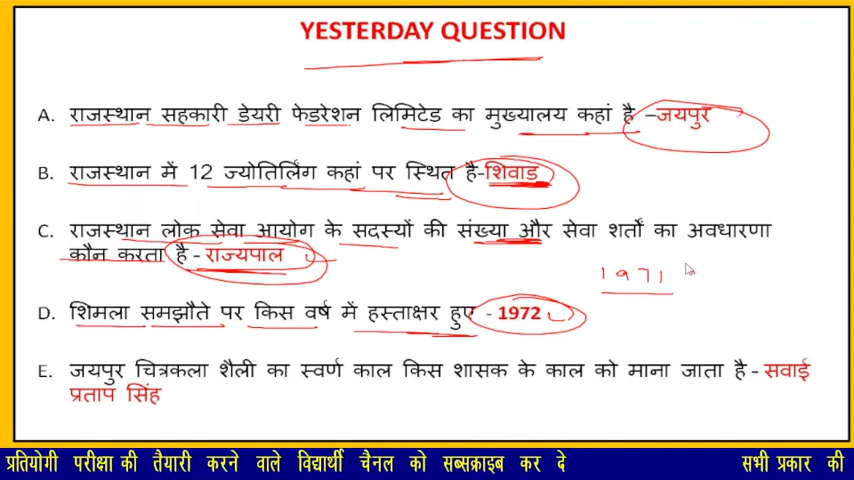 YESTERDAY QUESTION
A. राजस्थान सहकारी डेयरी फेडरेशन लिमिटेड का मुख्यालय कहां है –जयपुर
B. राजस्थान में 12 ज्योतिर्लिंग कहां पर स्थित है-शिवाड
C. राजस्थान लोक सेवा आयोग के सदस्यों की संख्या और सेवा शर्तों का अवधारणा
कौन करता है- राज्यपाल
1971
D. शिमला समझौते पर किस वर्ष में हस्ताक्षर हुए - 1972
E. जयपुर चित्रकला शैली का स्वर्ण काल किस शासक के काल को माना जाता है - सवाई
प्रताप सिंह
प्रतियोगी परीक्षा की तैयारी करने वाले विद्यार्थी चैनल को सब्सक्राइब कर दे सभी प्रकार की